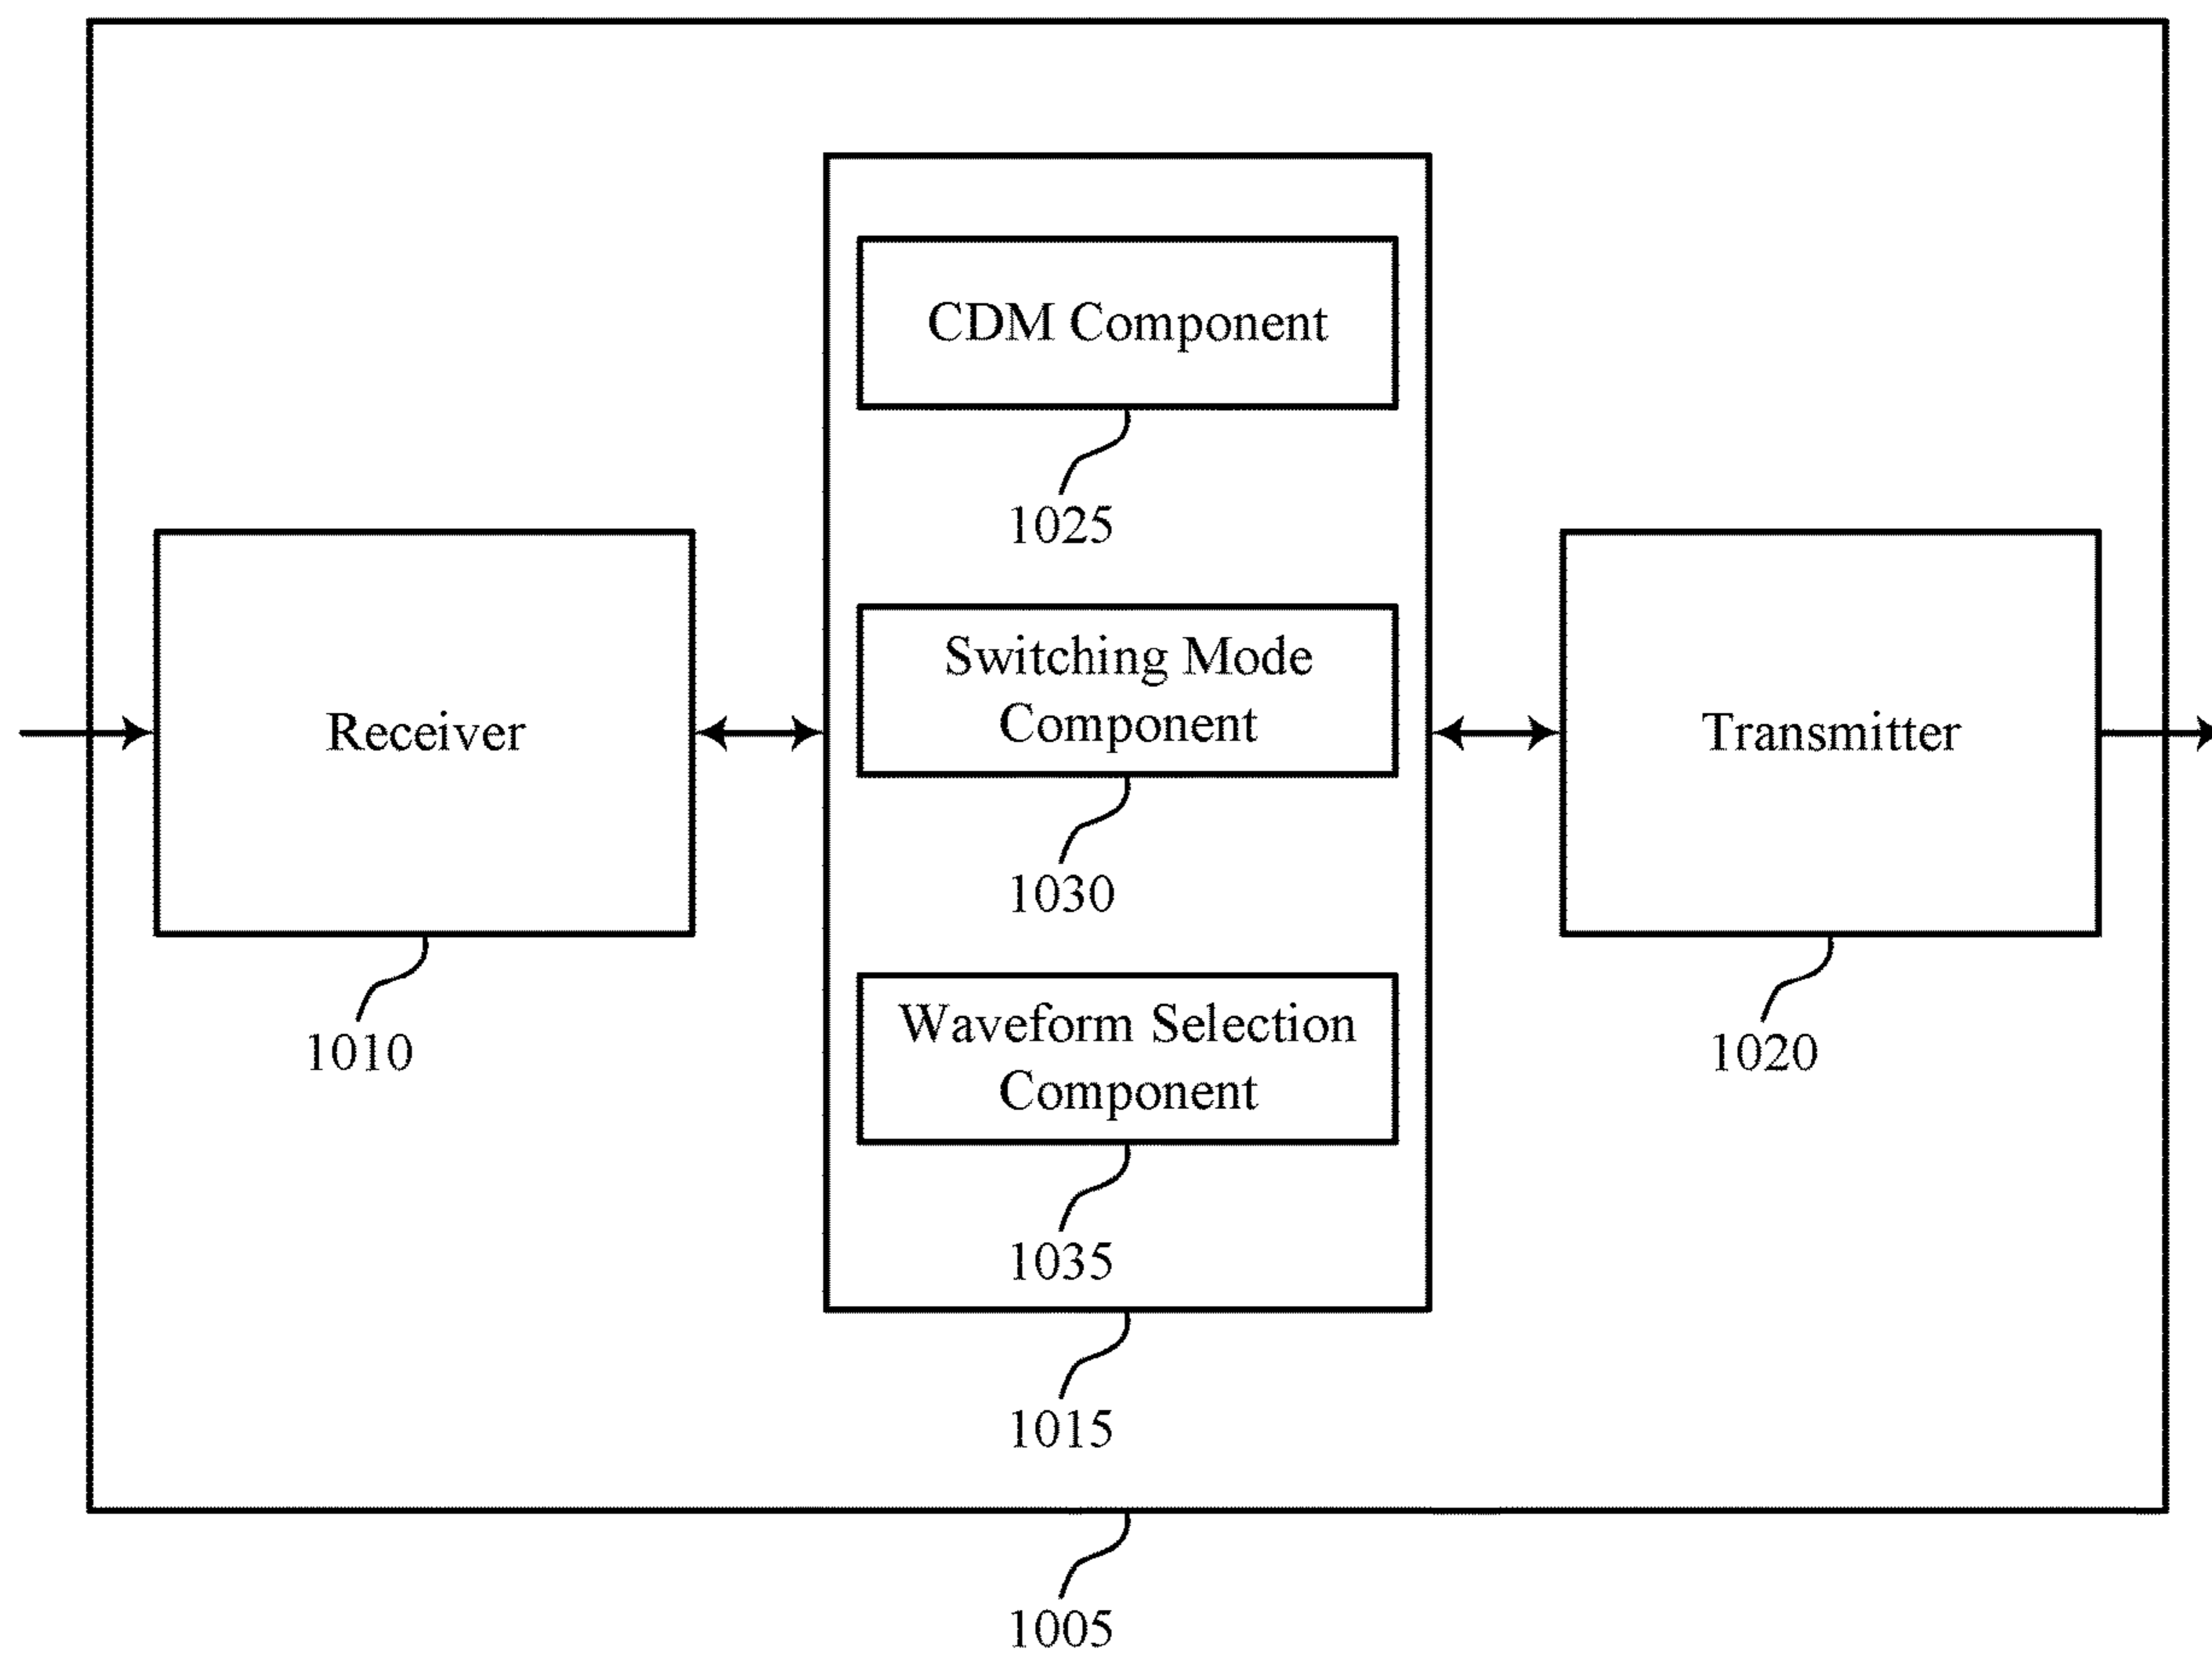 CDM Component
1025
Switching Mode
Component
1030
Receiver
1010
Transmitter
1020
Waveform Selection
Component
1035
1015
1005